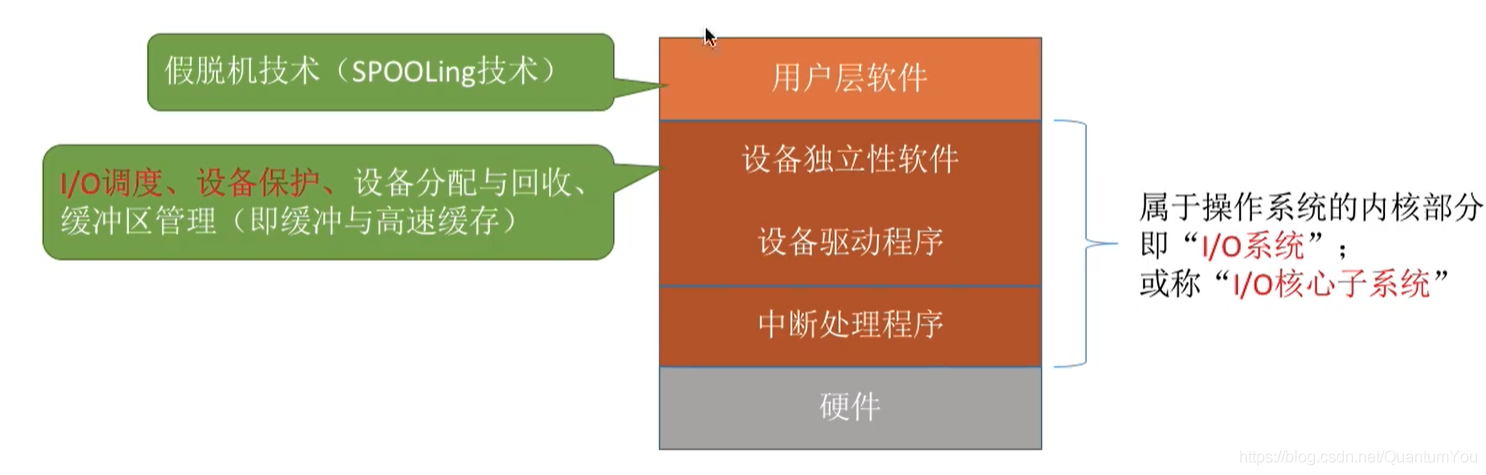 假脱机技术（SPOOLing技术）
I/O调度、设备保护、设备分配与回收、
缓冲区管理（即缓冲与高速缓存）
用户层软件
设备独立性软件
设备驱动程序
中断处理程序
硬件
属于操作系统的内核部分
即“I/O系统”；
或称“I/O核心子系统”
https://blog.csdn.net/QuantumYou